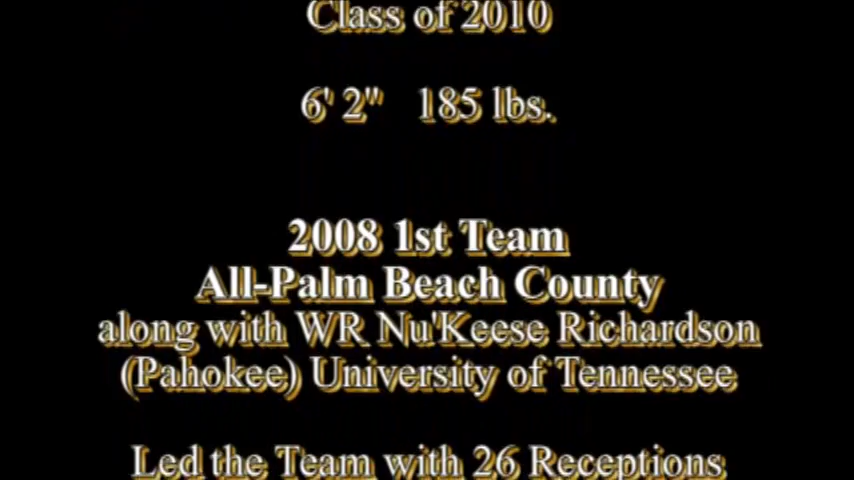 Class of 2010
6' 2" 185 lbs.
2008 1st Team
All-Palm Beach County
along with WR Nu'Keese Richardson
(Pahokee) University of Tennessee
Led the Team with 26 Receptions